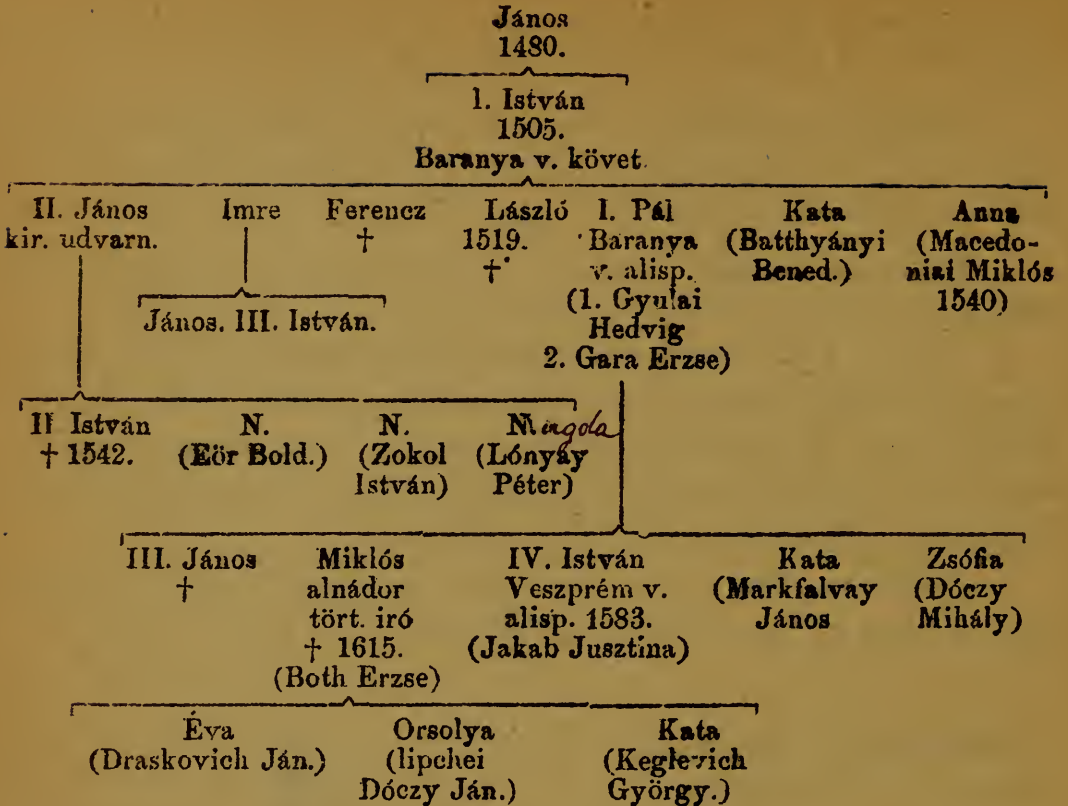 János
1480.
I. István
1505.
Baranya v. követ.
II. János Imre Ferencz László I. Pál Kata Anna
kir. udvarn. † 1519. Baranya (Batthyányi (Macedo-
† v. alisp. Bened.) niai Miklós
(1. Gyulai 1540)
János. III. István. Hedvig
2. Gara Erzse)
II István N. N. N
† 1542. (Eör Bold.) (Zokol (Lónyay
István) Péter)
III. János Miklós IV. István Kata Zsófia
† alnádor Veszprém v. (Markfalvay (Dóczy
tört. iró alisp. 1583. János Mihály)
† 1615. (Jakab Jusztina)
(Both Erzse)
Éva Orsolya Kata
(Draskovich Ján.) (lipchei (Keglevich
Dóczy Ján.) György.)